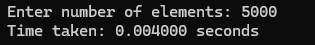 Enter number of elements: 5000
Time taken: 0.004000 seconds